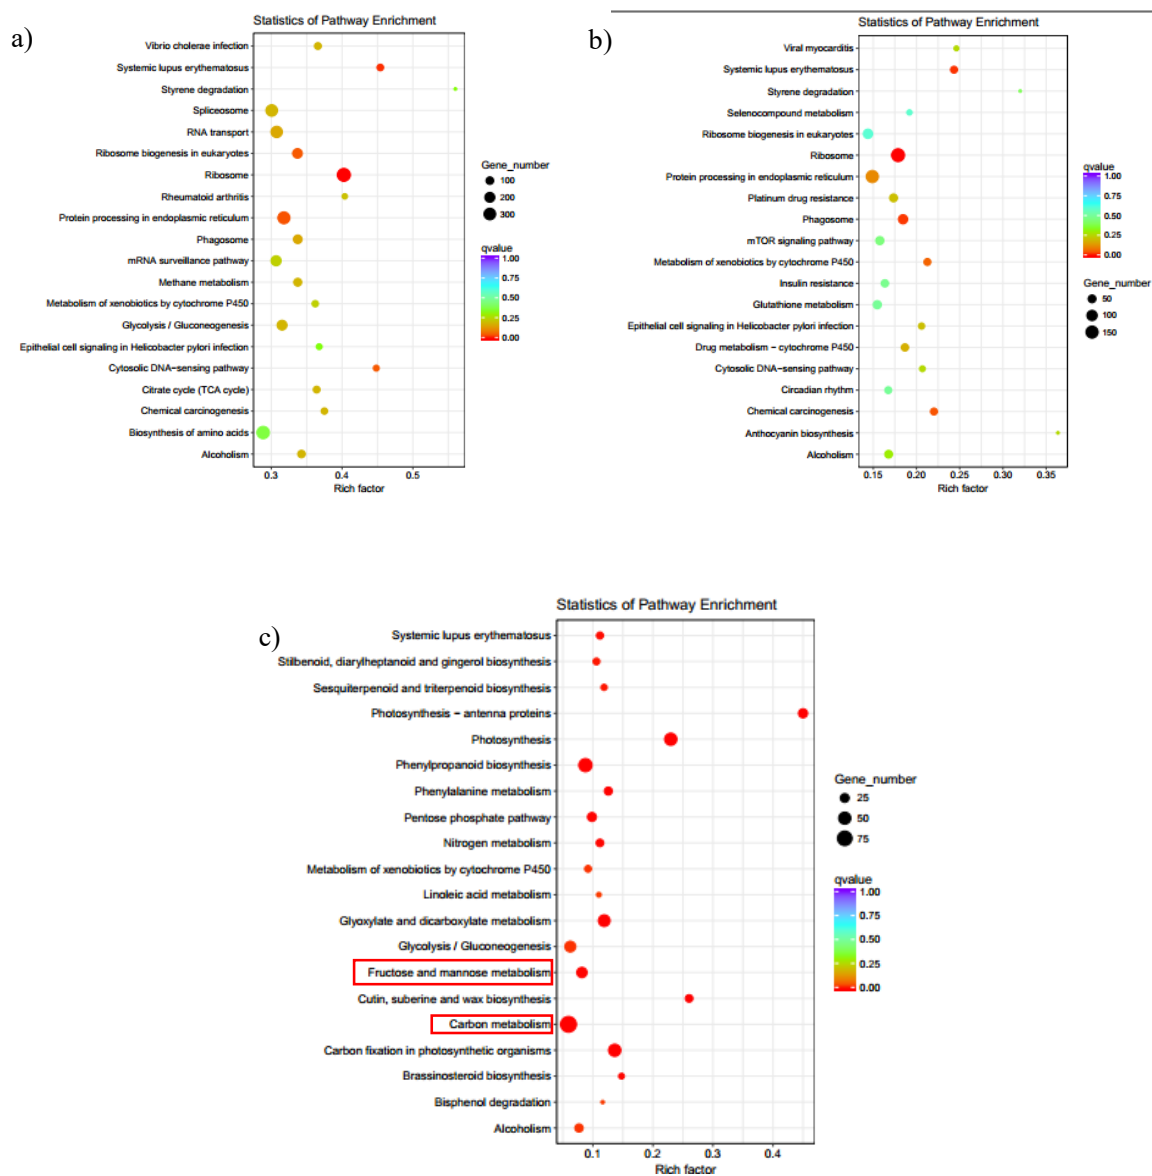 a)
Statistics of Pathway Enrichment
Vibrio cholerae infection
Systemic lupus erythematosus
Styrene degradation
Spliceosome
RNA transport
Ribosome biogenesis in eukaryotes
Ribosome
Rheumatoid arthritis
Protein processing in endoplasmic reticulum
Phagosome
mRNA surveillance pathway
Methane metabolism
Metabolism of xenobiotics by cytochrome P450
Glycolysis / Gluconeogenesis
Epithelial cell signaling in Helicobacter pylori infection
Cytosolic DNA−sensing pathway
Citrate cycle (TCA cycle)
Chemical carcinogenesis
Biosynthesis of amino acids
Alcoholism
0.3 0.4 0.5
Rich factor
Gene_number
100
200
300
qvalue
1.00
0.75
0.50
0.25
0.00
b)
Statistics of Pathway Enrichment
Viral myocarditis
Systemic lupus erythematosus
Styrene degradation
Selenocompound metabolism
Ribosome biogenesis in eukaryotes
Ribosome
Protein processing in endoplasmic reticulum
Platinum drug resistance
Phagosome
mTOR signaling pathway
Metabolism of xenobiotics by cytochrome P450
Insulin resistance
Glutathione metabolism
Epithelial cell signaling in Helicobacter pylori infection
Drug metabolism − cytochrome P450
Cytosolic DNA−sensing pathway
Circadian rhythm
Chemical carcinogenesis
Anthocyanin biosynthesis
Alcoholism
0.15 0.20 0.25 0.30 0.35
Rich factor
qvalue
1.00
0.75
0.50
0.25
0.00
Gene_number
50
100
150
c)
Statistics of Pathway Enrichment
Systemic lupus erythematosus
Stilbenoid, diarylheptanoid and gingerol biosynthesis
Sesquiterpenoid and triterpenoid biosynthesis
Photosynthesis − antenna proteins
Photosynthesis
Phenylpropanoid biosynthesis
Phenylalanine metabolism
Pentose phosphate pathway
Nitrogen metabolism
Metabolism of xenobiotics by cytochrome P450
Linoleic acid metabolism
Glyoxylate and dicarboxylate metabolism
Glycolysis / Gluconeogenesis
Fructose and mannose metabolism
Cutin, suberine and wax biosynthesis
Carbon metabolism
Carbon fixation in photosynthetic organisms
Brassinosteroid biosynthesis
Bisphenol degradation
Alcoholism
0.1 0.2 0.3 0.4
Rich factor
Gene_number
25
50
75
qvalue
1.00
0.75
0.50
0.25
0.00